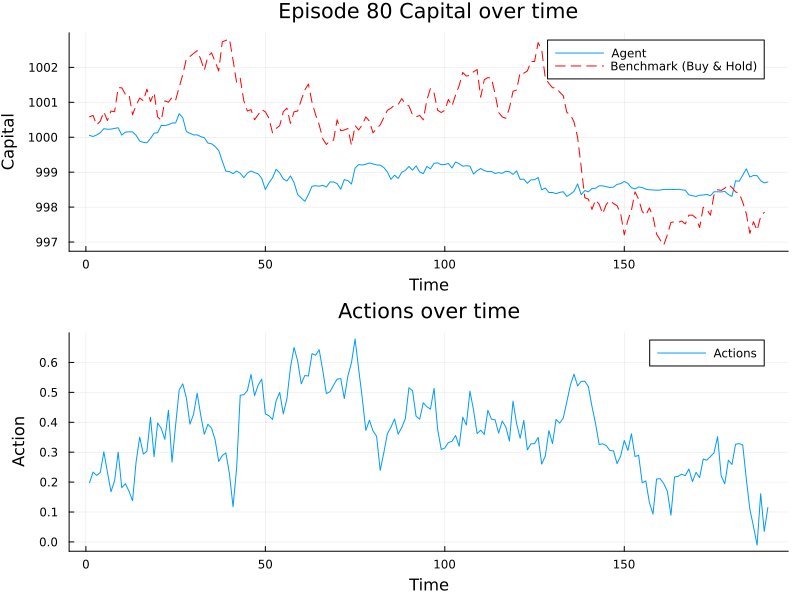 Episode 80 Capital over time
Agent
Benchmark (Buy & Hold)
Capital
1002
1001
1000
999
998
997
0
50
100
150
Time
Actions over time
Actions
Action
0.6
0.5
0.4
0.3
0.2
0.1
0.0
0
50
100
150
Time